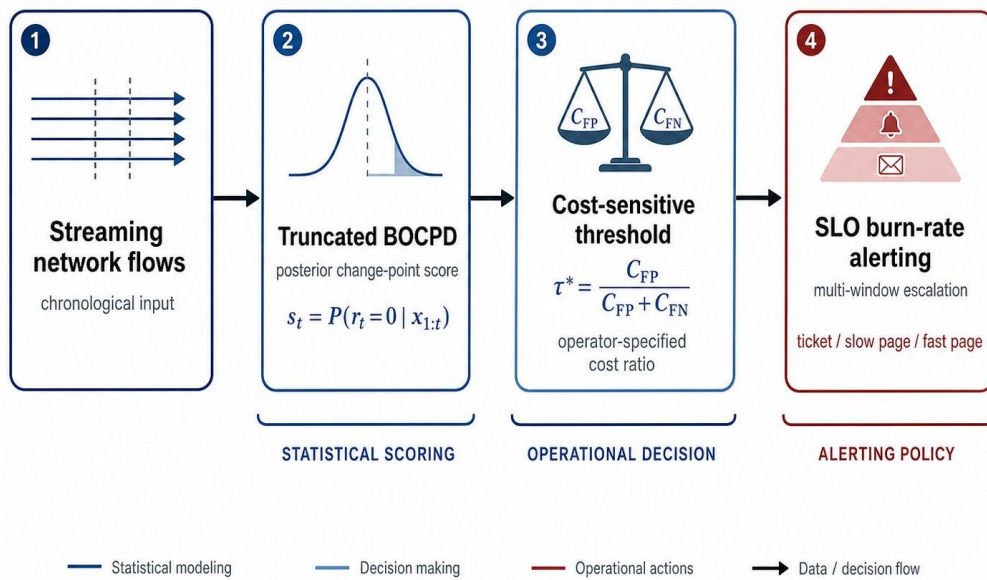 1
Streaming
network flows
chronological input
2
Truncated BOCPD
posterior change-point score
s_t = P(r_t = 0 | x_{1:t})
3
C_FP
C_FN
Cost-sensitive
threshold
τ* = C_FP / (C_FP + C_FN)
operator-specified
cost ratio
4
!
SLO burn-rate
alerting
multi-window escalation
ticket / slow page / fast page
STATISTICAL SCORING
OPERATIONAL DECISION
ALERTING POLICY
Statistical modeling
Decision making
Operational actions
Data / decision flow